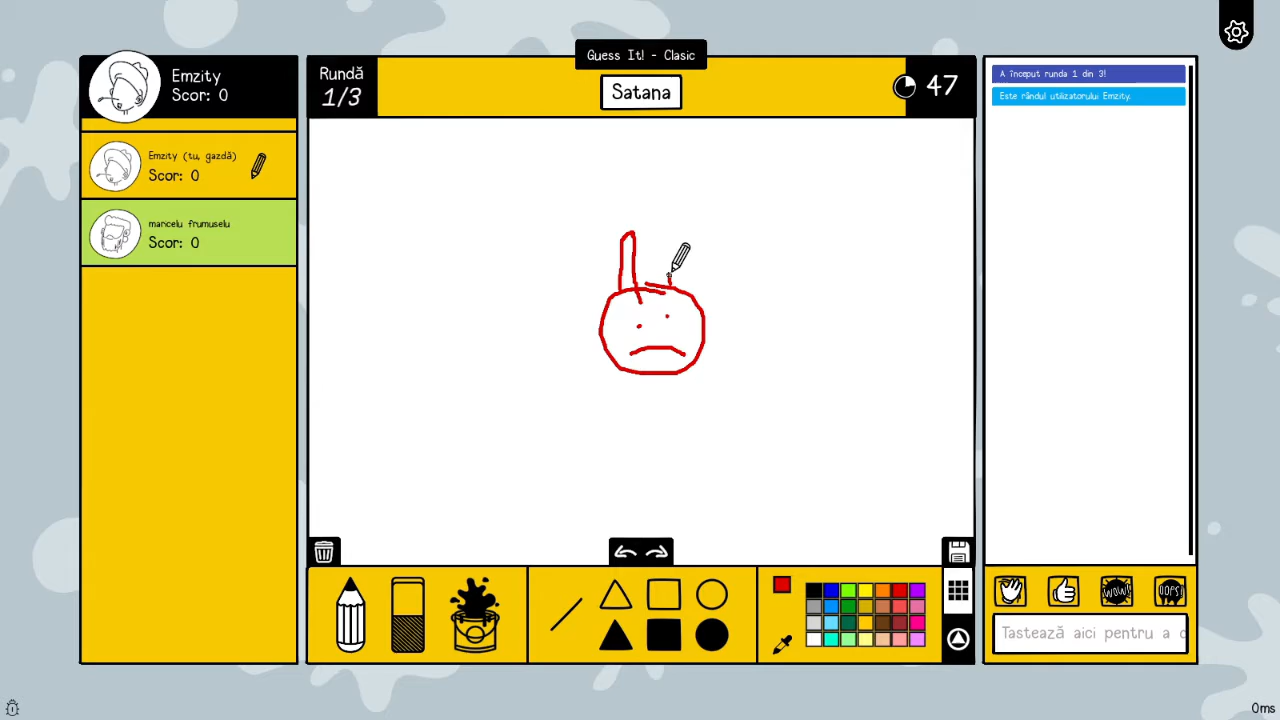 Guess It! - Clasic
Emzity
Scor: 0
Rundă
1/3
Satana
47
A început runda 1 din 3!
Este rândul utilizatorului Emzity.
Emzity (tu, gazdă)
Scor: 0
maricelu frumuselu
Scor: 0
WOW!
OOPS!
Tastează aici pentru a c
0ms